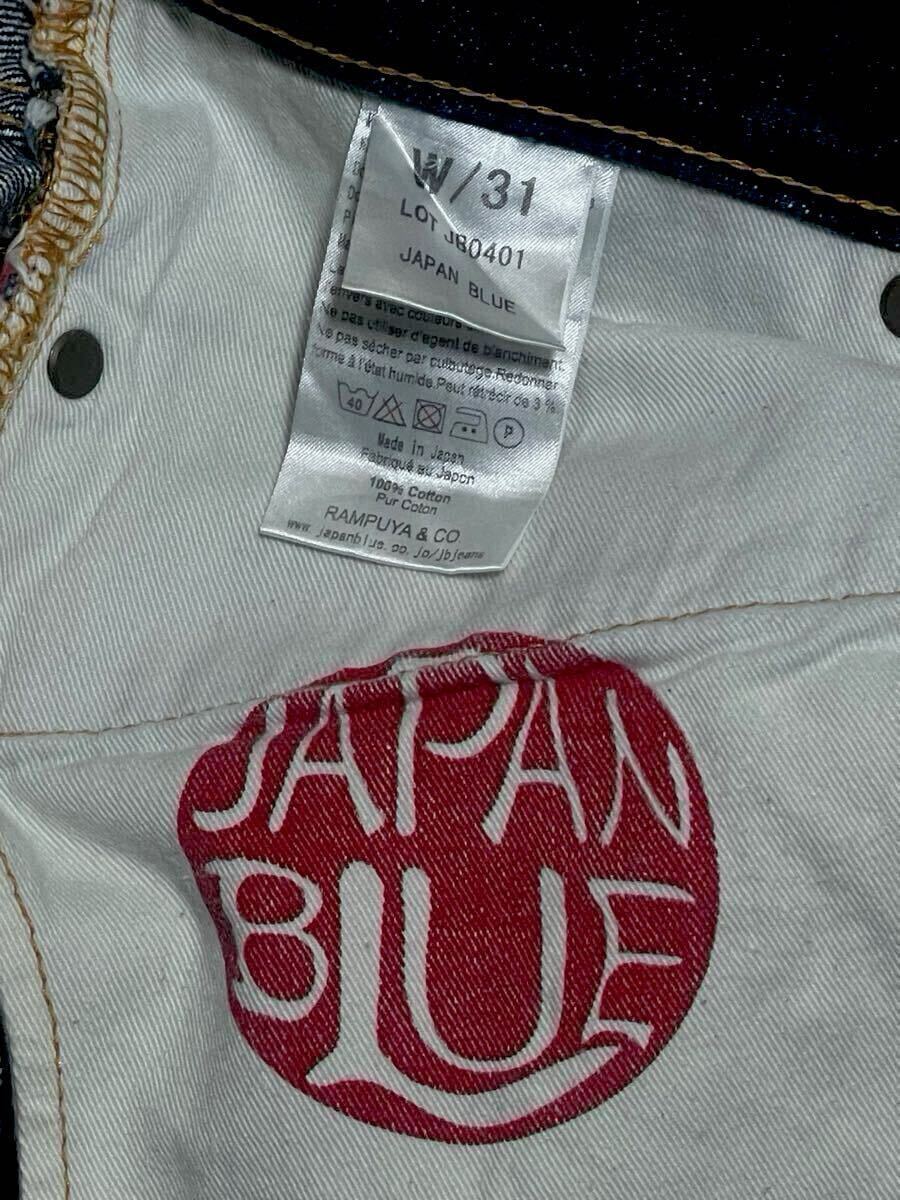 W/31
LOT JB0401
JAPAN BLUE
l'envers avec couleurs
Ne pas utiliser d'agent de blanchiment.
Ne pas sécher par culbutage.Redonner
forme à l'état humide.Peut rétrécir de 3 %.
40
P
Made in Japan
Fabriqué au Japon
100% Cotton
Pur Coton
RAMPUYA & CO.
www.japanblue.co.jp/jbjeans
JAPAN
BLUE